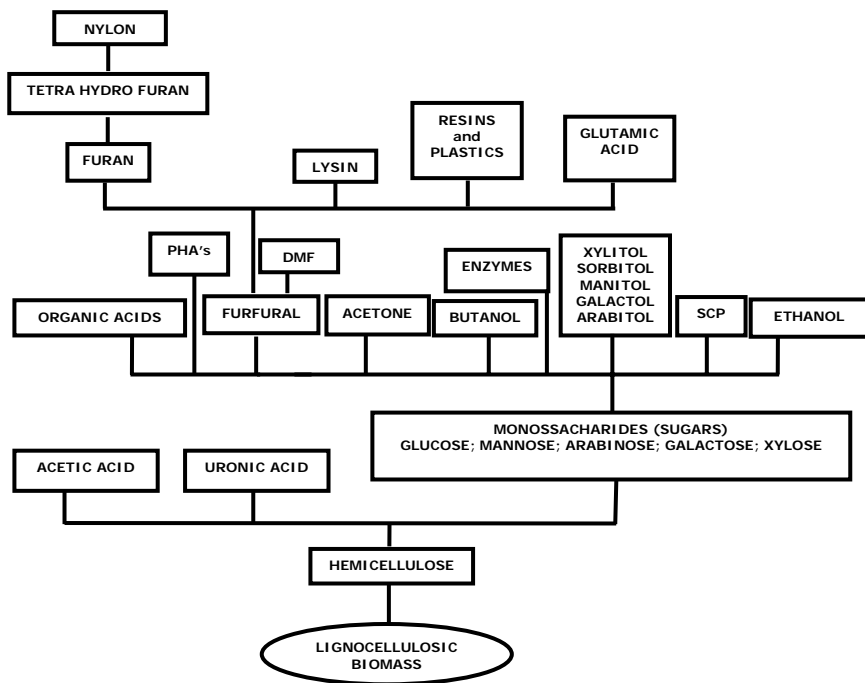 NYLON
TETRA HYDRO FURAN
FURAN
LYSIN
RESINS
and
PLASTICS
GLUTAMIC
ACID
PHA's
DMF
ENZYMES
XYLITOL
SORBITOL
MANITOL
GALACTOL
ARABITOL
ORGANIC ACIDS
FURFURAL
ACETONE
BUTANOL
SCP
ETHANOL
MONOSSACHARIDES (SUGARS)
GLUCOSE; MANNOSE; ARABINOSE; GALACTOSE; XYLOSE
ACETIC ACID
URONIC ACID
HEMICELLULOSE
LIGNOCELLULOSIC
BIOMASS